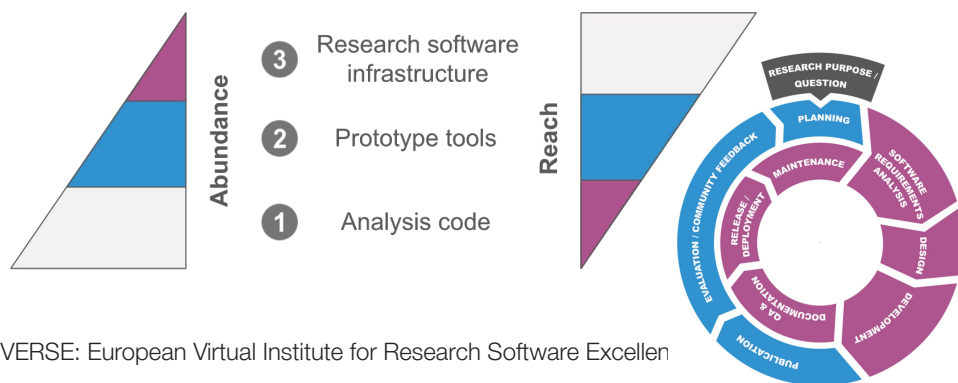 Abundance
3
Research software
infrastructure
2
Prototype tools
1
Analysis code
Reach
RESEARCH PURPOSE /
QUESTION
PLANNING
SOFTWARE
REQUIREMENTS
ANALYSIS
DESIGN
DEVELOPMENT
PUBLICATION
EVALUATION / COMMUNITY FEEDBACK
MAINTENANCE
RELEASE /
DEPLOYMENT
QA &
DOCUMENTATION
VERSE: European Virtual Institute for Research Software Excellen